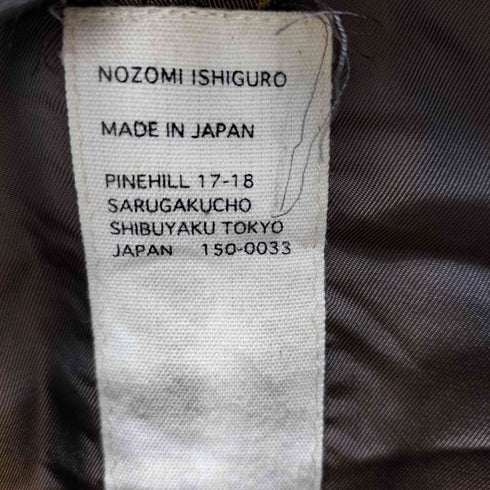 NOZOMI ISHIGURO
MADE IN JAPAN
PINEHILL 17-18
SARUGAKUCHO
SHIBUYAKU TOKYO
JAPAN 150-0033